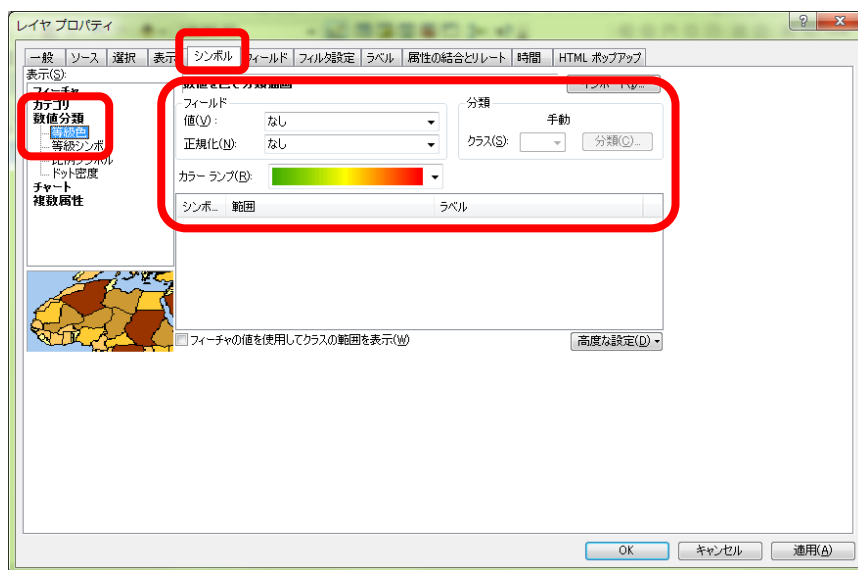 レイヤ プロパティ
一般 ソース 選択 表示 シンボル フィールド フィルタ設定 ラベル 属性の結合とリレート 時間 HTML ポップアップ
表示(S):
フィーチャ
カテゴリ
数値分類
等級色
等級シンボ
ドット密度
チャート
複数属性
フィールド
値(V) : なし
正規化(N): なし
分類
手動
クラス(S): 分類(C)...
カラー ランプ(R):
シンボ... 範囲 ラベル
フィーチャの値を使用してクラスの範囲を表示(W)
高度な設定(D)
OK キャンセル 適用(A)